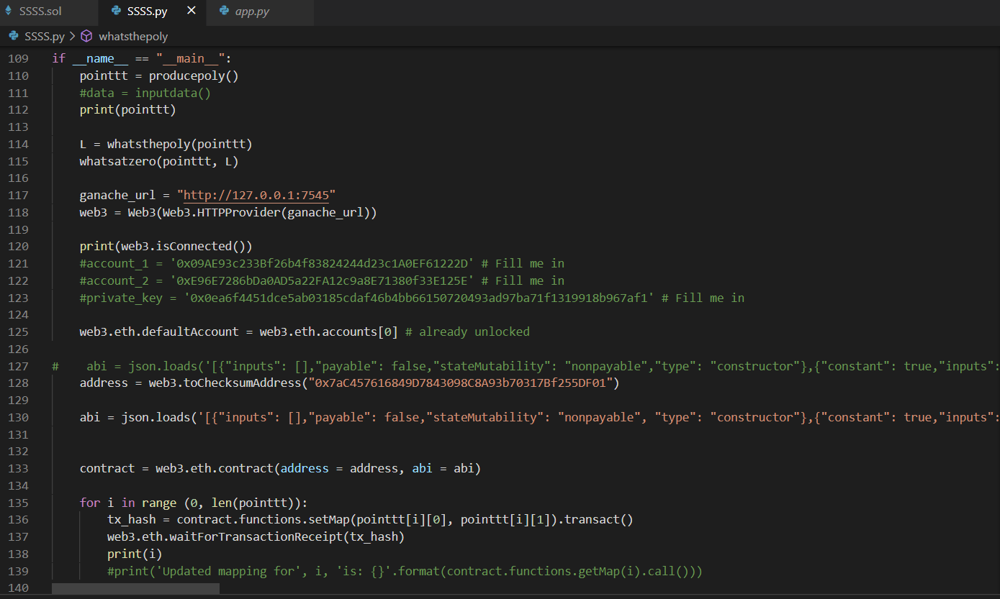 SSSS.sol SSSS.py × app.py
SSSS.py > whatsthepoly
109 if __name__ == "__main__":
110     pointtt = producepoly()
111     #data = inputdata()
112     print(pointtt)
113
114     L = whatsthepoly(pointtt)
115     whatsatzero(pointtt, L)
116
117     ganache_url = "http://127.0.0.1:7545"
118     web3 = Web3(Web3.HTTPProvider(ganache_url))
119
120     print(web3.isConnected())
121     #account_1 = '0x09AE93c233Bf26b4f83824244d23c1A0EF61222D' # Fill me in
122     #account_2 = '0xE96E7286bDa0AD5a22FA12c9a8E71380f33E125E' # Fill me in
123     #private_key = '0x0ea6f4451dce5ab03185cdaf46b4bb66150720493ad97ba71f1319918b967af1' # Fill me in
124
125     web3.eth.defaultAccount = web3.eth.accounts[0] # already unlocked
126
127 #    abi = json.loads('[{"inputs": [],"payable": false,"stateMutability": "nonpayable","type": "constructor"},{"constant": true,"inputs":
128     address = web3.toChecksumAddress("0x7aC457616849D7843098C8A93b70317Bf255DF01")
129
130     abi = json.loads('[{"inputs": [],"payable": false,"stateMutability": "nonpayable", "type": "constructor"},{"constant": true,"inputs":
131
132
133     contract = web3.eth.contract(address = address, abi = abi)
134
135     for i in range (0, len(pointtt)):
136         tx_hash = contract.functions.setMap(pointtt[i][0], pointtt[i][1]).transact()
137         web3.eth.waitForTransactionReceipt(tx_hash)
138         print(i)
139         #print('Updated mapping for', i, 'is: {}'.format(contract.functions.getMap(i).call()))
140